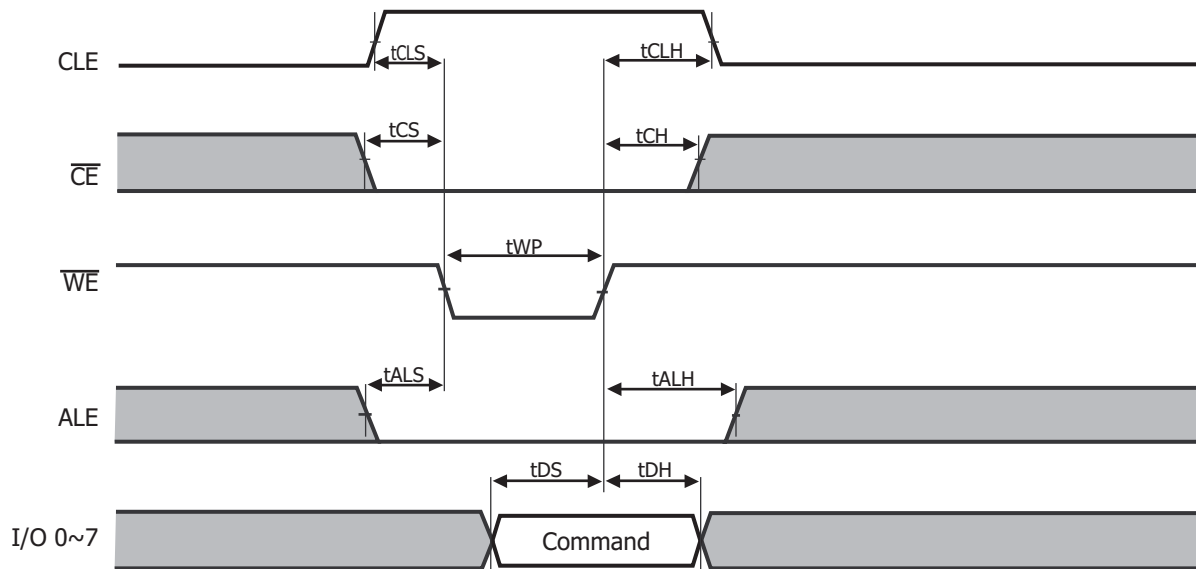 CLE
tCLS
tCLH
CE
tCS
tCH
WE
tWP
ALE
tALS
tALH
tDS
tDH
I/O 0~7
Command